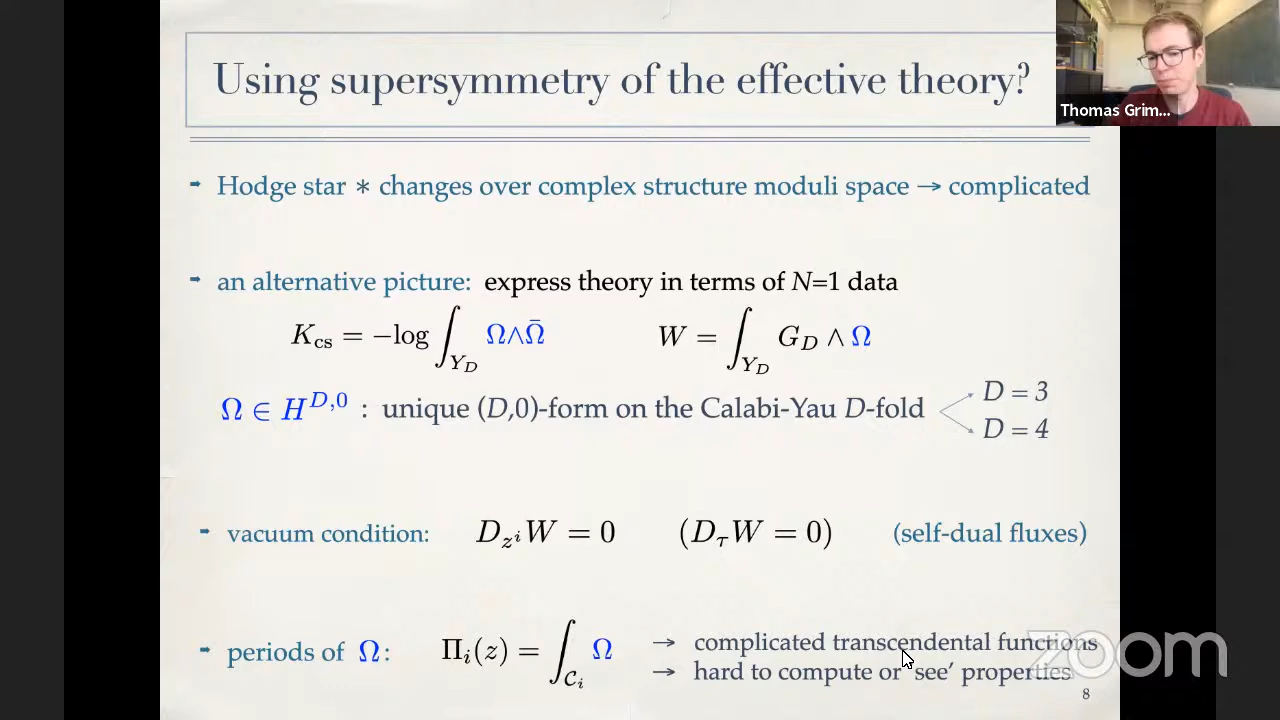 Using supersymmetry of the effective theory?
Thomas Grim...
➡ Hodge star ∗ changes over complex structure moduli space → complicated
➡ an alternative picture: express theory in terms of N=1 data
K_cs = −log ∫_{Y_D} Ω∧Ω̄ W = ∫_{Y_D} G_D ∧ Ω
Ω ∈ H^{D,0} : unique (D,0)-form on the Calabi-Yau D-fold
D = 3
D = 4
➡ vacuum condition: D_{z^i}W = 0 (D_τW = 0) (self-dual fluxes)
➡ periods of Ω: Π_i(z) = ∫_{C_i} Ω
→ complicated transcendental functions
→ hard to compute or 'see' properties
zoom
8